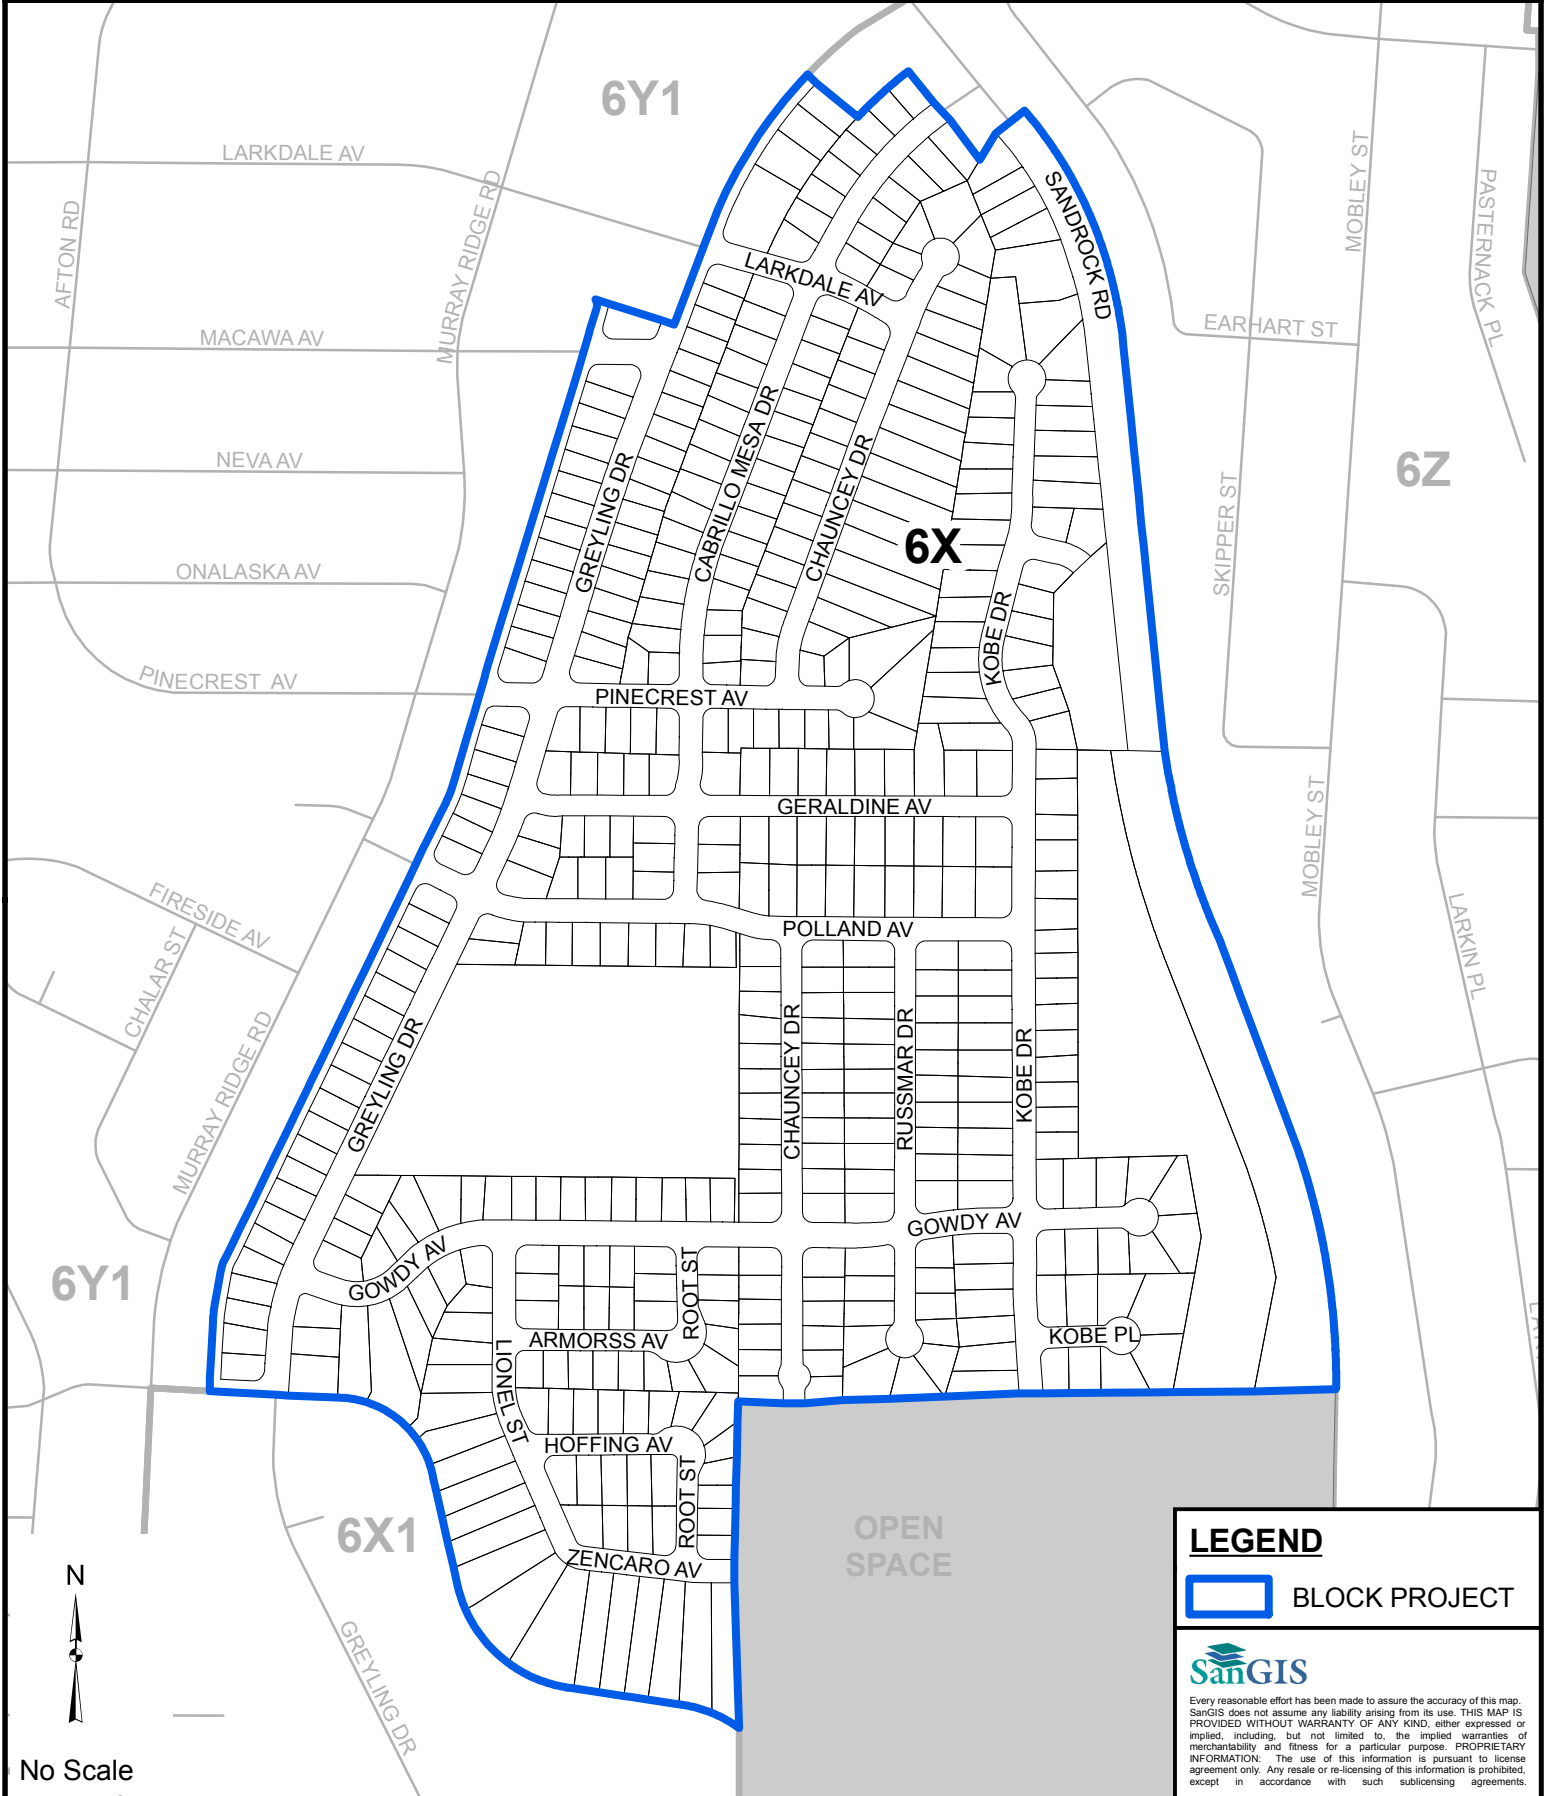 6Y1
LARKDALE AV
AFTON RD
MURRAY RIDGE RD
MACAWA AV
NEVA AV
ONALASKA AV
PINECREST AV
SANDROCK RD
MOBLEY ST
PASTERNACK PL
EARHART ST
6Z
SKIPPER ST
LARKDALE AV
GREYLING DR
CABRILLO MESA DR
CHAUNCEY DR
6X
KOBE DR
PINECREST AV
GERALDINE AV
MOBLEY ST
POLLAND AV
FIRESIDE AV
CHALAR ST
LARKIN PL
MURRAY RIDGE RD
GREYLING DR
CHAUNCEY DR
RUSSMAR DR
KOBE DR
6Y1
GOWDY AV
GOWDY AV
ROOT ST
ARMORSS AV
KOBE PL
LIONEL ST
HOFFING AV
ROOT ST
ZENCARO AV
6X1
OPEN
SPACE
GREYLING DR
N
No Scale
LEGEND
BLOCK PROJECT
SanGIS
Every reasonable effort has been made to assure the accuracy of this map.
SanGIS does not assume any liability arising from its use. THIS MAP IS
PROVIDED WITHOUT WARRANTY OF ANY KIND, either expressed or
implied, including, but not limited to, the implied warranties of
merchantability and fitness for a particular purpose. PROPRIETARY
INFORMATION: The use of this information is pursuant to license
agreement only. Any resale or re-licensing of this information is prohibited,
except in accordance with such sublicensing agreements.